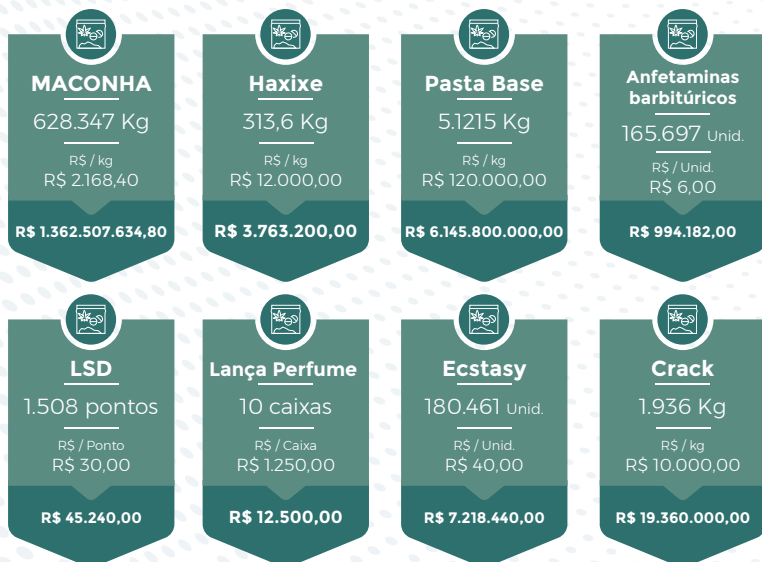 MACONHA
628.347 Kg
R$ / kg
R$ 2.168,40
R$ 1.362.507.634,80
Haxixe
313,6 Kg
R$ / kg
R$ 12.000,00
R$ 3.763.200,00
Pasta Base
5.1215 Kg
R$ / kg
R$ 120.000,00
R$ 6.145.800.000,00
Anfetaminas
barbitúricos
165.697 Unid.
R$ / Unid.
R$ 6,00
R$ 994.182,00
LSD
1.508 pontos
R$ / Ponto
R$ 30,00
R$ 45.240,00
Lança Perfume
10 caixas
R$ / Caixa
R$ 1.250,00
R$ 12.500,00
Ecstasy
180.461 Unid.
R$ / Unid.
R$ 40,00
R$ 7.218.440,00
Crack
1.936 Kg
R$ / kg
R$ 10.000,00
R$ 19.360.000,00